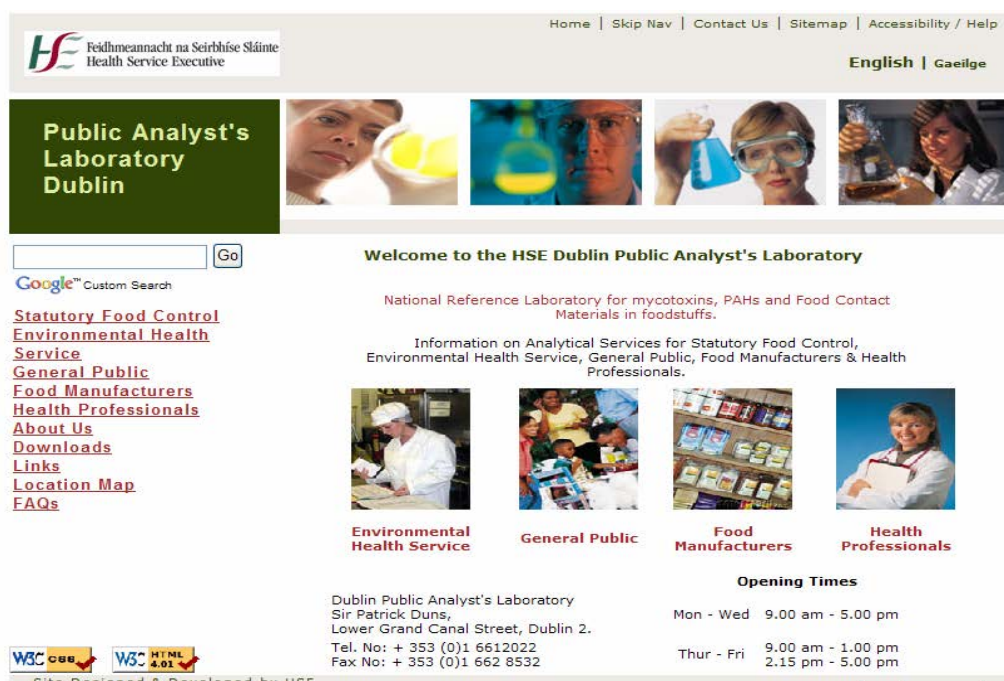 Home | Skip Nav | Contact Us | Sitemap | Accessibility / Help
HSE Feidhmeannacht na Seirbhíse Sláinte
Health Service Executive
English | Gaeilge
Public Analyst's
Laboratory
Dublin
Go
Google™ Custom Search
Statutory Food Control
Environmental Health
Service
General Public
Food Manufacturers
Health Professionals
About Us
Downloads
Links
Location Map
FAQs
Welcome to the HSE Dublin Public Analyst's Laboratory
National Reference Laboratory for mycotoxins, PAHs and Food Contact
Materials in foodstuffs.
Information on Analytical Services for Statutory Food Control,
Environmental Health Service, General Public, Food Manufacturers & Health
Professionals.
Environmental
Health Service
General Public
Food
Manufacturers
Health
Professionals
Dublin Public Analyst's Laboratory
Sir Patrick Duns,
Lower Grand Canal Street, Dublin 2.
Tel. No: + 353 (0)1 6612022
Fax No: + 353 (0)1 662 8532
Opening Times
Mon - Wed 9.00 am - 5.00 pm
Thur - Fri 9.00 am - 1.00 pm
2.15 pm - 5.00 pm
W3C CSS
W3C HTML 4.01
Site Designed & Developed by HSE